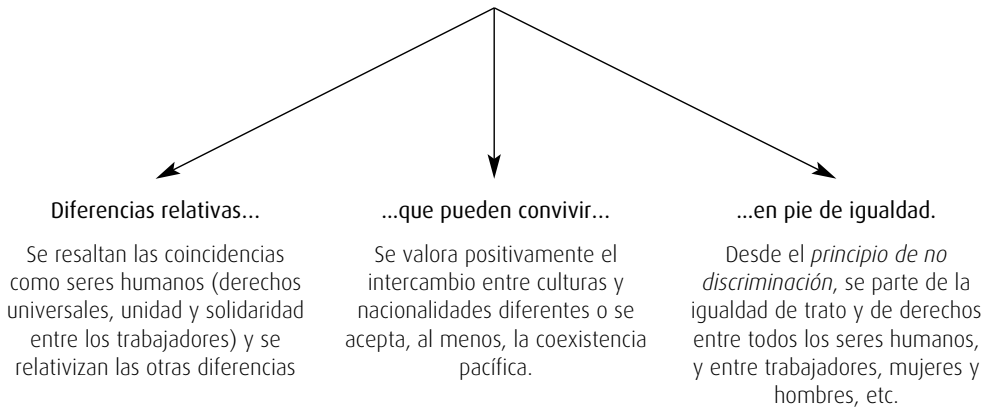 Diferencias relativas...
Se resaltan las coincidencias
como seres humanos (derechos
universales, unidad y solidaridad
entre los trabajadores) y se
relativizan las otras diferencias
...que pueden convivir...
Se valora positivamente el
intercambio entre culturas y
nacionalidades diferentes o se
acepta, al menos, la coexistencia
pacífica.
...en pie de igualdad.
Desde el principio de no
discriminación, se parte de la
igualdad de trato y de derechos
entre todos los seres humanos,
y entre trabajadores, mujeres y
hombres, etc.